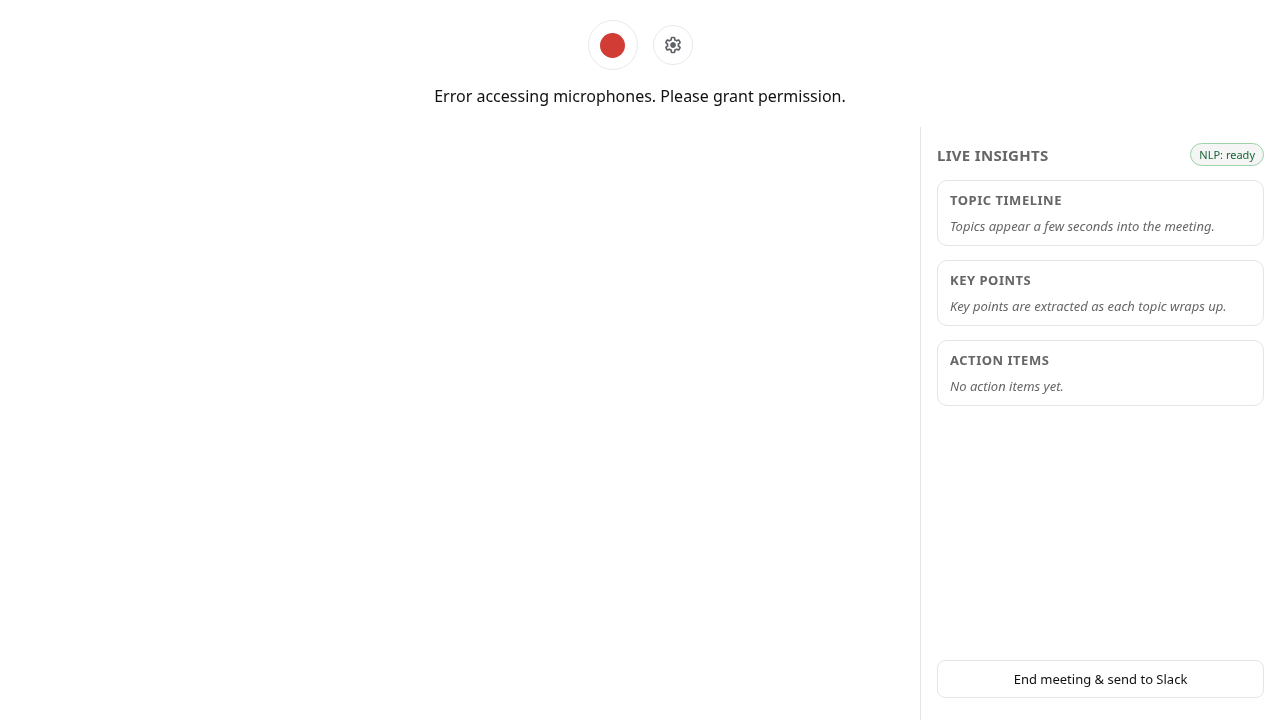 Error accessing microphones. Please grant permission.
LIVE INSIGHTS
NLP: ready
TOPIC TIMELINE
Topics appear a few seconds into the meeting.
KEY POINTS
Key points are extracted as each topic wraps up.
ACTION ITEMS
No action items yet.
End meeting & send to Slack